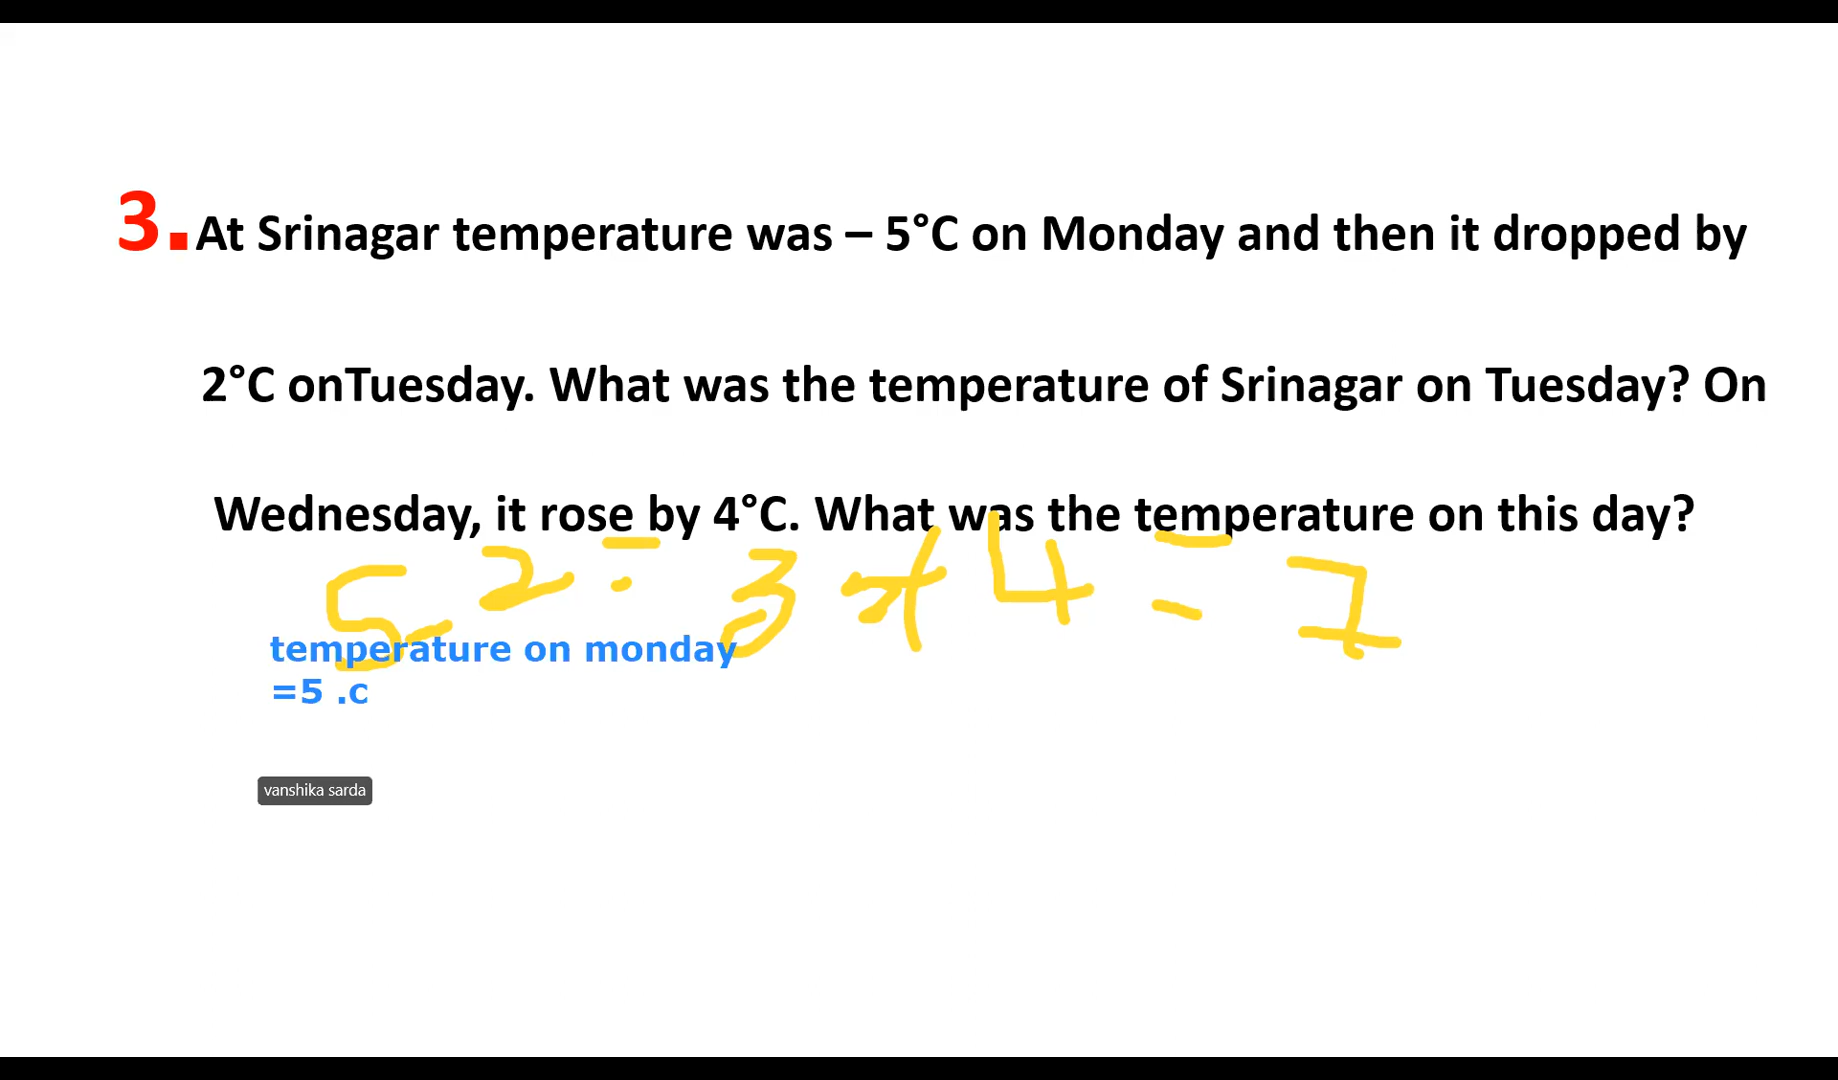 3. At Srinagar temperature was – 5°C on Monday and then it dropped by
2°C onTuesday. What was the temperature of Srinagar on Tuesday? On
Wednesday, it rose by 4°C. What was the temperature on this day?
5 - 2 = 3 + 4 = 7
temperature on monday
=5 .c
vanshika sarda